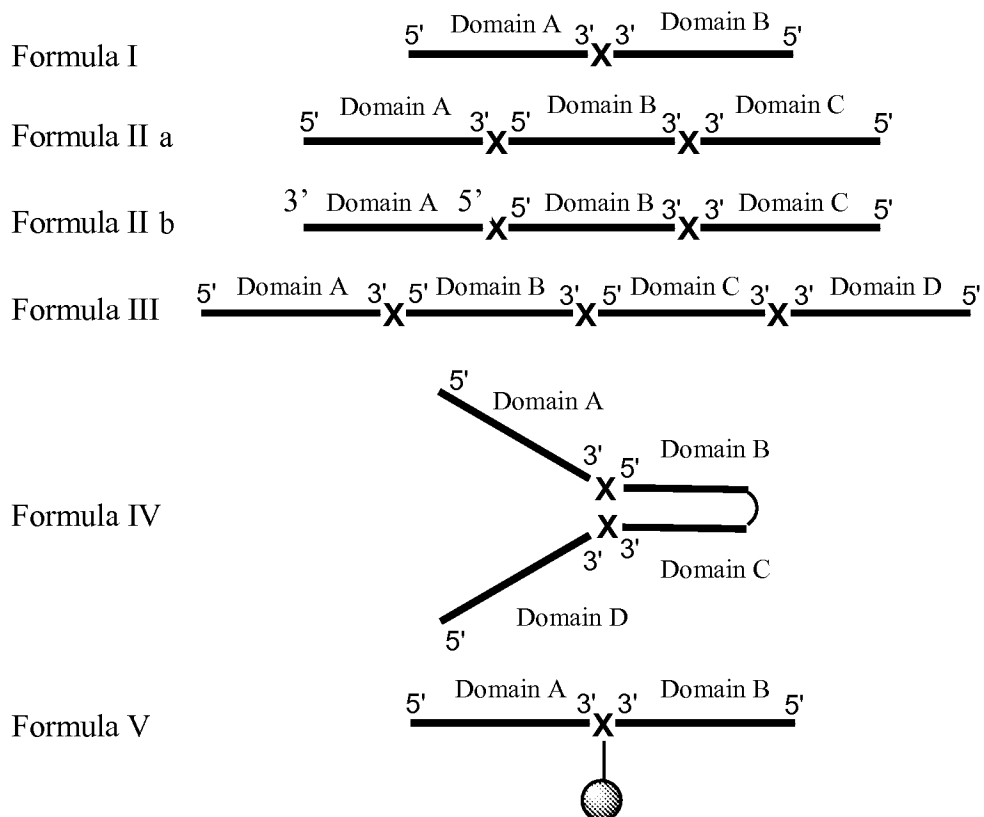 Formula I 5' Domain A 3' X 3' Domain B 5'
Formula II a 5' Domain A 3' X 5' Domain B 3' X 3' Domain C 5'
Formula II b 3’ Domain A 5’ X 5' Domain B 3' X 3' Domain C 5'
Formula III 5' Domain A 3' X 5' Domain B 3' X 5' Domain C 3' X 3' Domain D 5'
5'
Domain A
3' 5' Domain B
X
Formula IV
X
3' 3' Domain C
Domain D
5'
Formula V 5' Domain A 3' X 3' Domain B 5'